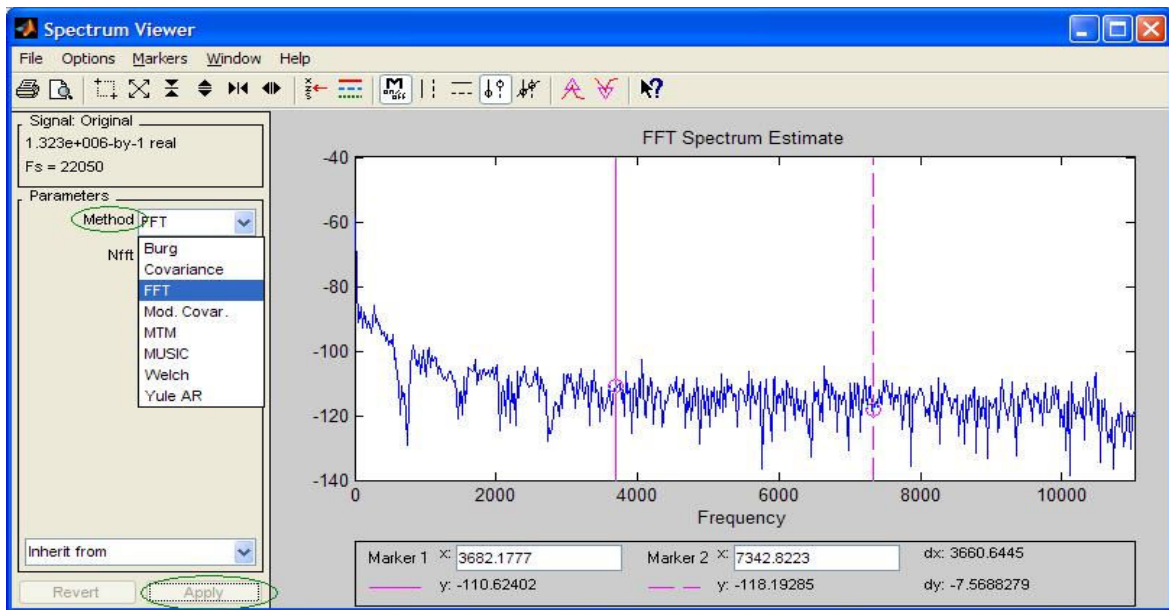 Spectrum Viewer
File Options Markers Window Help
Signal: Original
1.323e+006-by-1 real
Fs = 22050
Parameters
Method FFT
Nfft
Burg
Covariance
FFT
Mod. Covar.
MTM
MUSIC
Welch
Yule AR
Inherit from
Revert Apply
FFT Spectrum Estimate
-40
-60
-80
-100
-120
-140
0 2000 4000 6000 8000 10000
Frequency
Marker 1 x: 3682.1777 Marker 2 x: 7342.8223 dx: 3660.6445
y: -110.62402 y: -118.19285 dy: -7.5688279